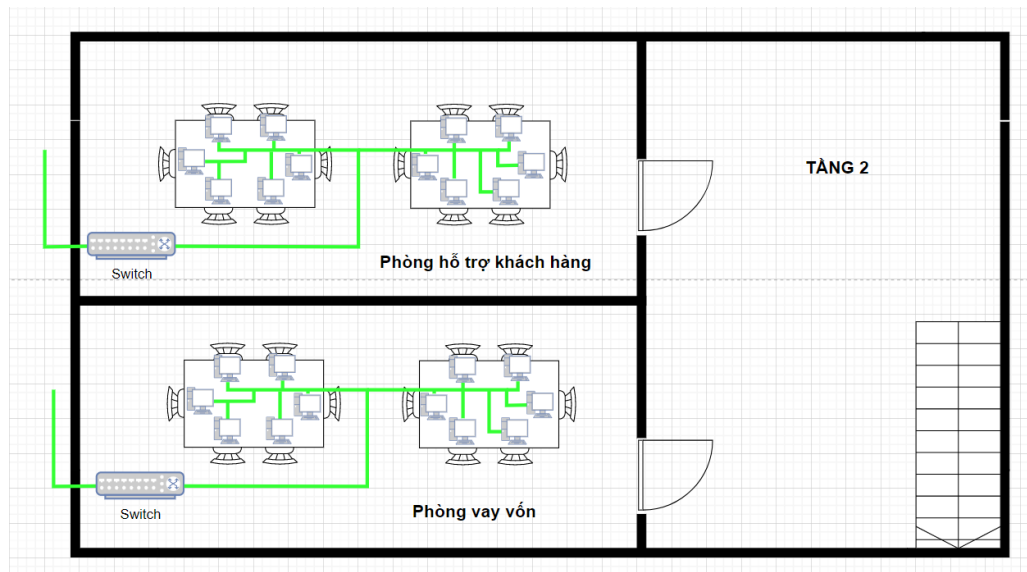 TẦNG 2
Switch
Phòng hỗ trợ khách hàng
Switch
Phòng vay vốn